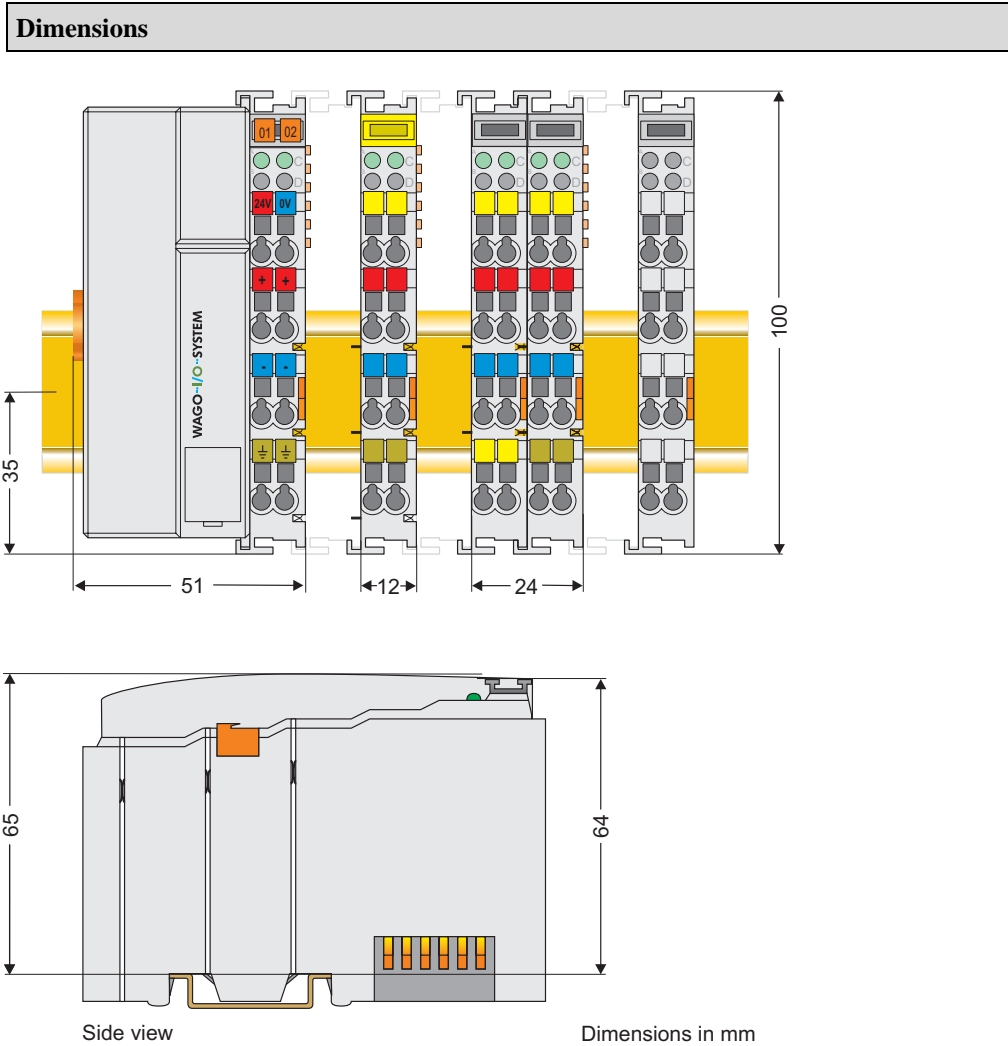 Dimensions
01 02
C
C
C
C
D
D
D
D
24V 0V
+ +
- -
WAGO-I/O-SYSTEM
100
35
51
12
24
65
64
Side view
Dimensions in mm